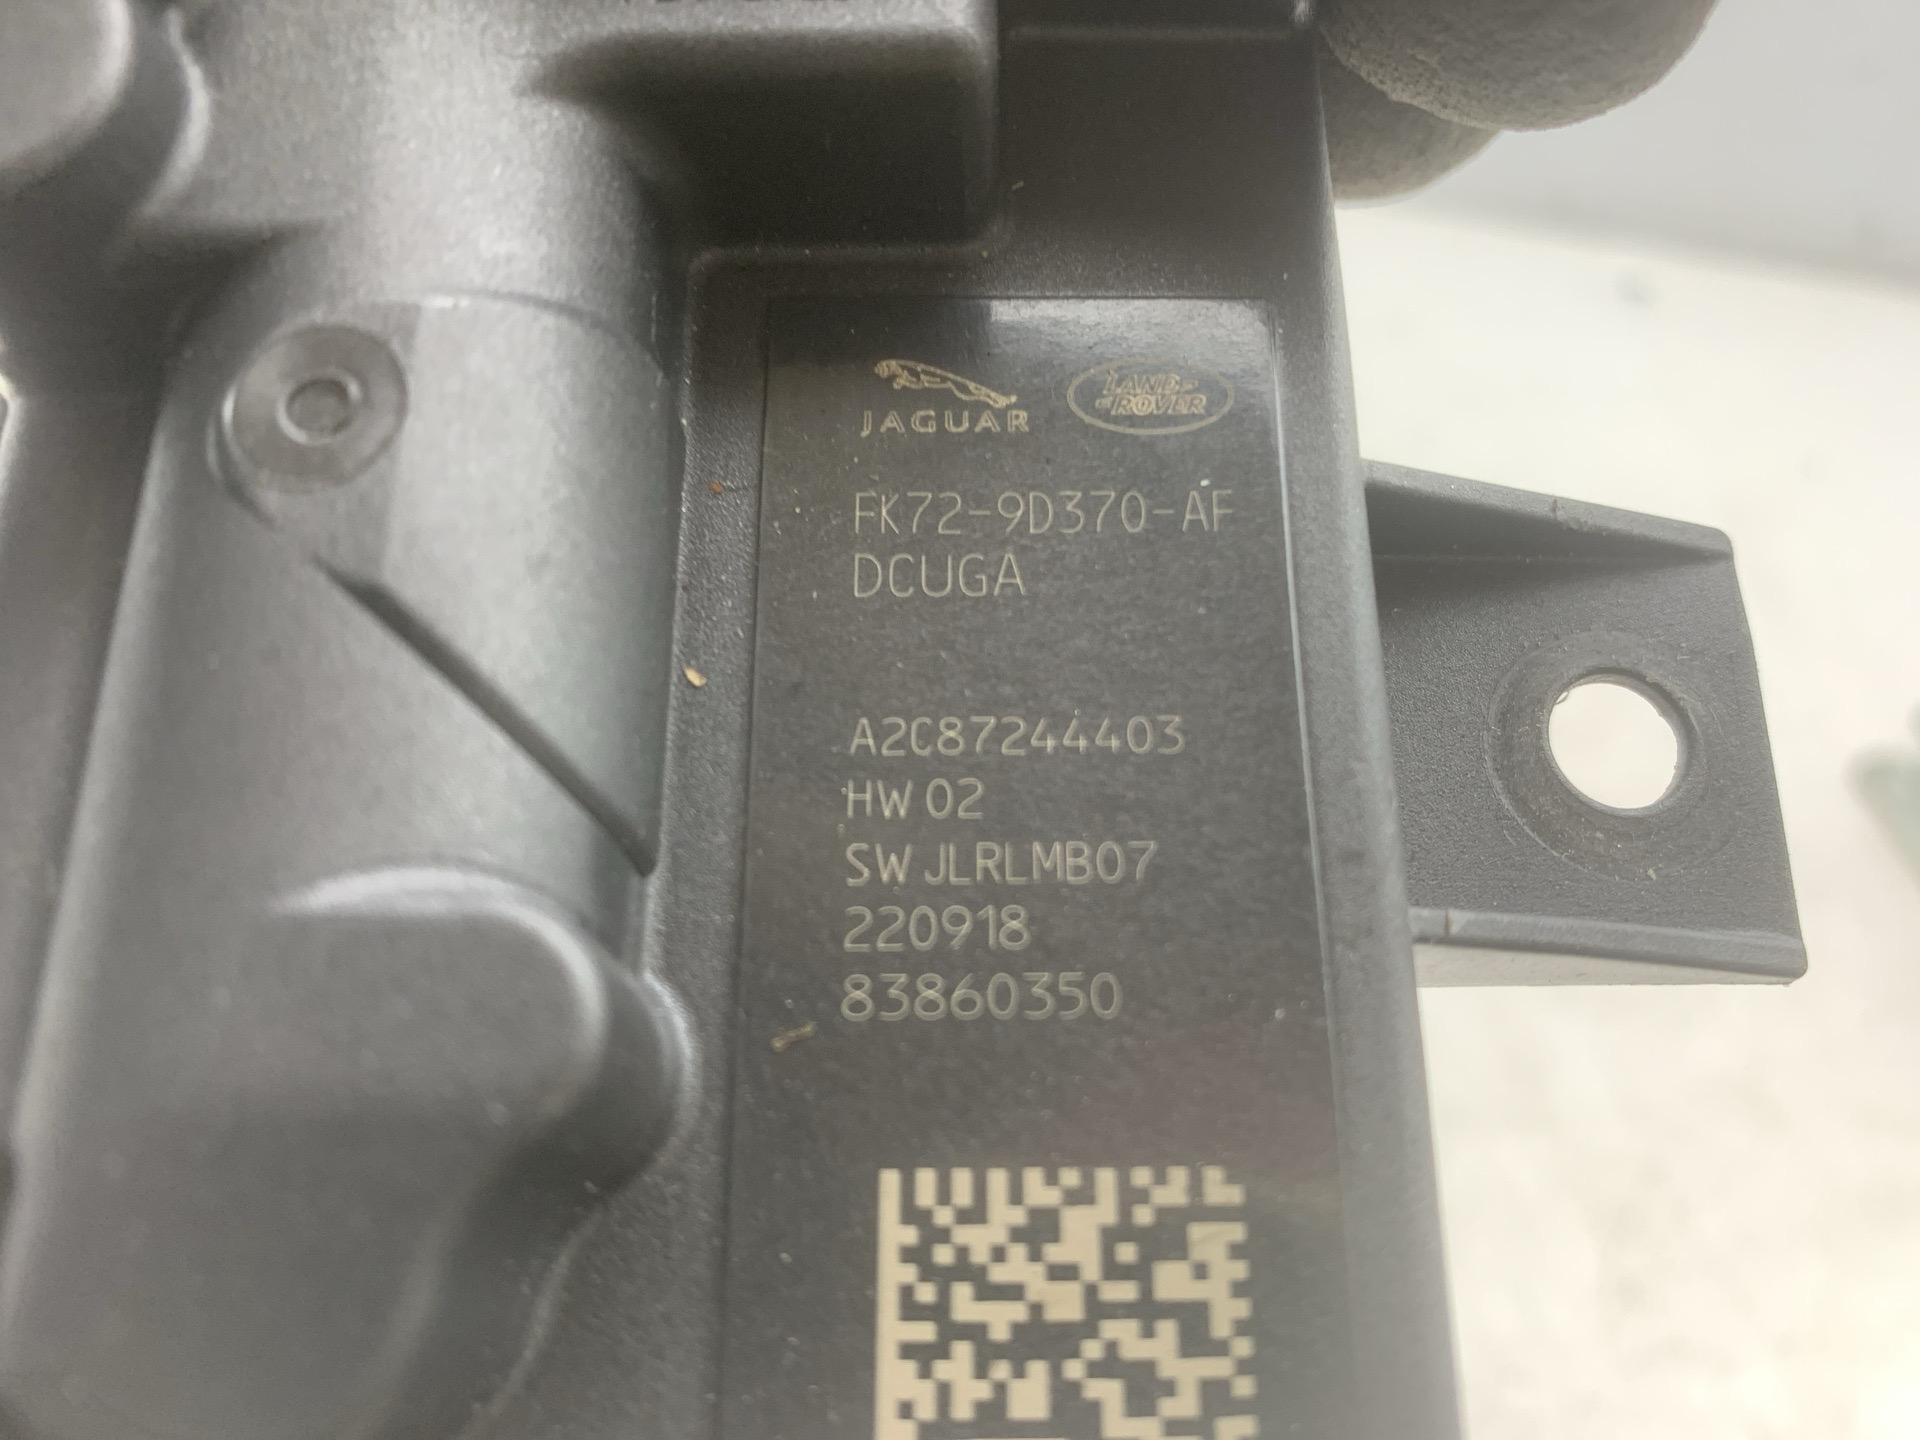 JAGUAR
LAND
ROVER
FK72-9D370-AF
DCUGA
A2C87244403
HW 02
SW JLRLMB07
220918
83860350